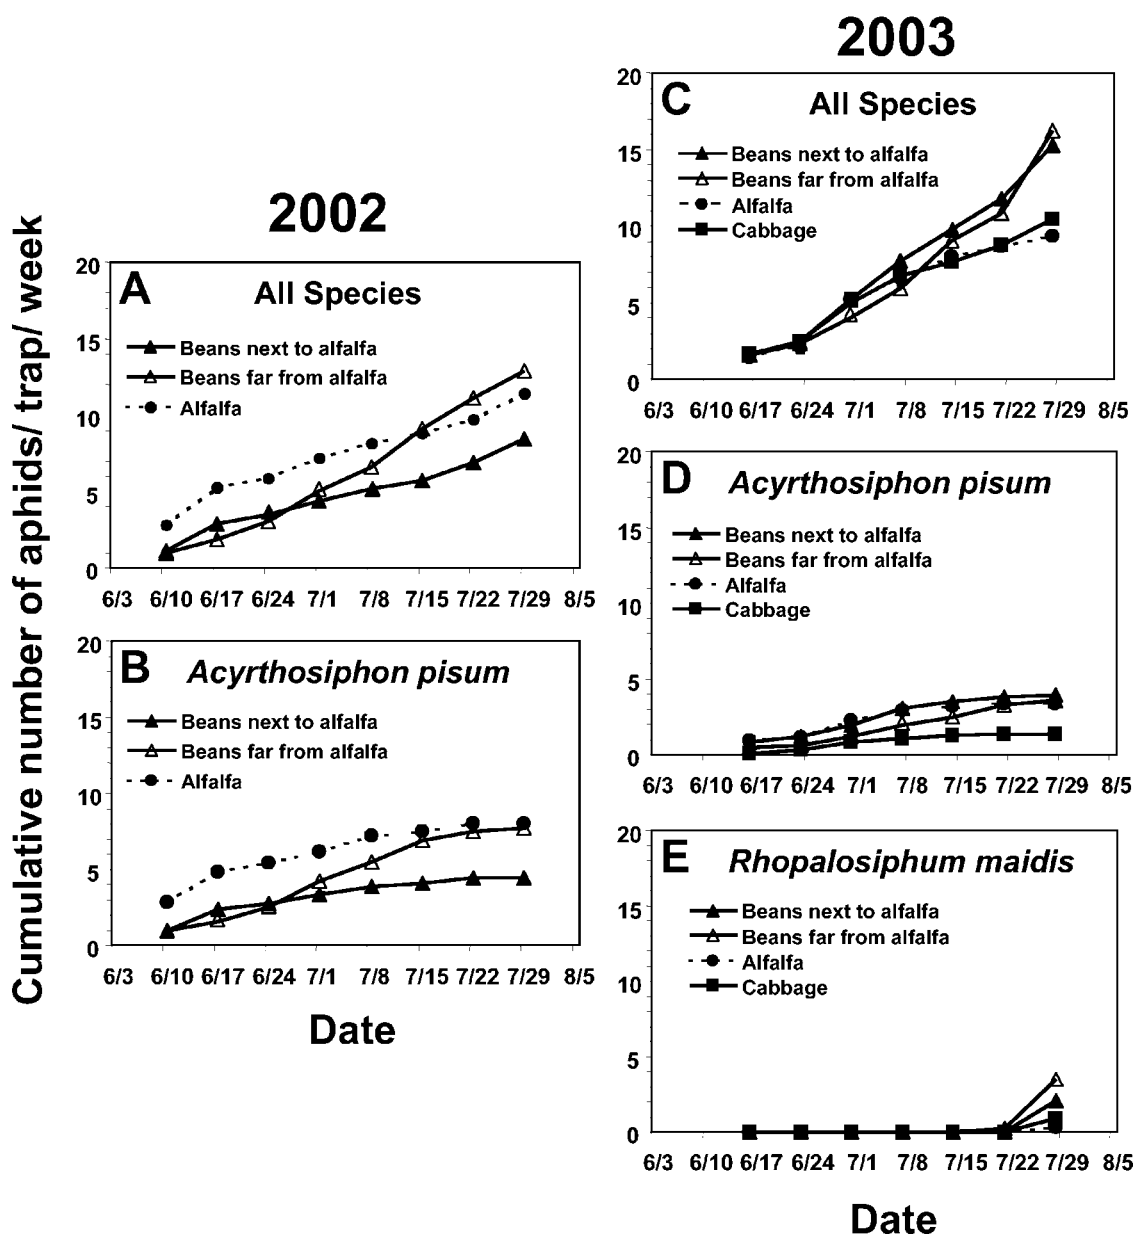 2003
2002
Cumulative number of aphids/ trap/ week
A
All Species
Beans next to alfalfa
Beans far from alfalfa
Alfalfa
20
15
10
5
0
6/3 6/10 6/17 6/24 7/1 7/8 7/15 7/22 7/29 8/5
B
Acyrthosiphon pisum
Beans next to alfalfa
Beans far from alfalfa
Alfalfa
20
15
10
5
0
6/3 6/10 6/17 6/24 7/1 7/8 7/15 7/22 7/29 8/5
Date
C
All Species
Beans next to alfalfa
Beans far from alfalfa
Alfalfa
Cabbage
20
15
10
5
0
6/3 6/10 6/17 6/24 7/1 7/8 7/15 7/22 7/29 8/5
D
Acyrthosiphon pisum
Beans next to alfalfa
Beans far from alfalfa
Alfalfa
Cabbage
20
15
10
5
0
6/3 6/10 6/17 6/24 7/1 7/8 7/15 7/22 7/29 8/5
E
Rhopalosiphum maidis
Beans next to alfalfa
Beans far from alfalfa
Alfalfa
Cabbage
20
15
10
5
0
6/3 6/10 6/17 6/24 7/1 7/8 7/15 7/22 7/29 8/5
Date